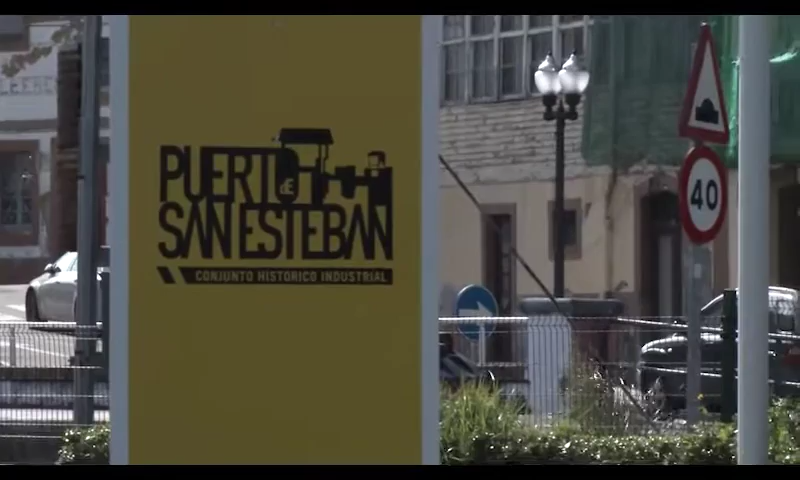 PUERTO dE
SAN ESTEBAN
CONJUNTO HISTORICO INDUSTRIAL
40